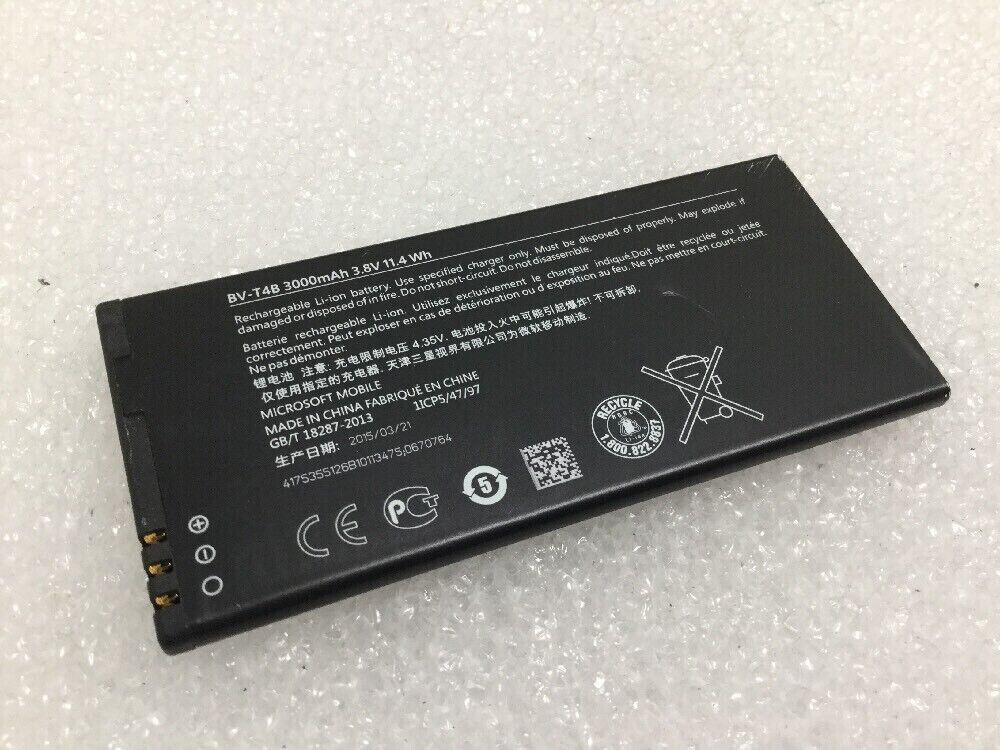 BV-T4B 3000mAh 3.8V 11.4 Wh
Rechargeable Li-ion battery. Use specified charger only. Must be disposed of properly. May explode if
damaged or disposed of in fire. Do not short-circuit. Do not disassemble.
Batterie rechargeable Li-ion. Utilisez exclusivement le chargeur indiqué.Doit être recyclée ou jetée
correctement. Peut exploser en cas de détérioration ou d exposition au feu. Ne pas mettre en court-circuit.
Ne pas démonter.
锂电池 注意: 充电限制电压 4.35V. 电池投入火中可能引起爆炸! 不可拆卸.
仅使用指定的充电器. 天津三星视界有限公司为微软移动制造.
MICROSOFT MOBILE
MADE IN CHINA FABRIQUÉ EN CHINE
GB/T 18287-2013 1ICP5/47/97
生产日期: 2015/03/21
4175355126B10113475,0670764
CE PCT 5
RECYCLE
RBRC
LI-ION
1.800.822.8837